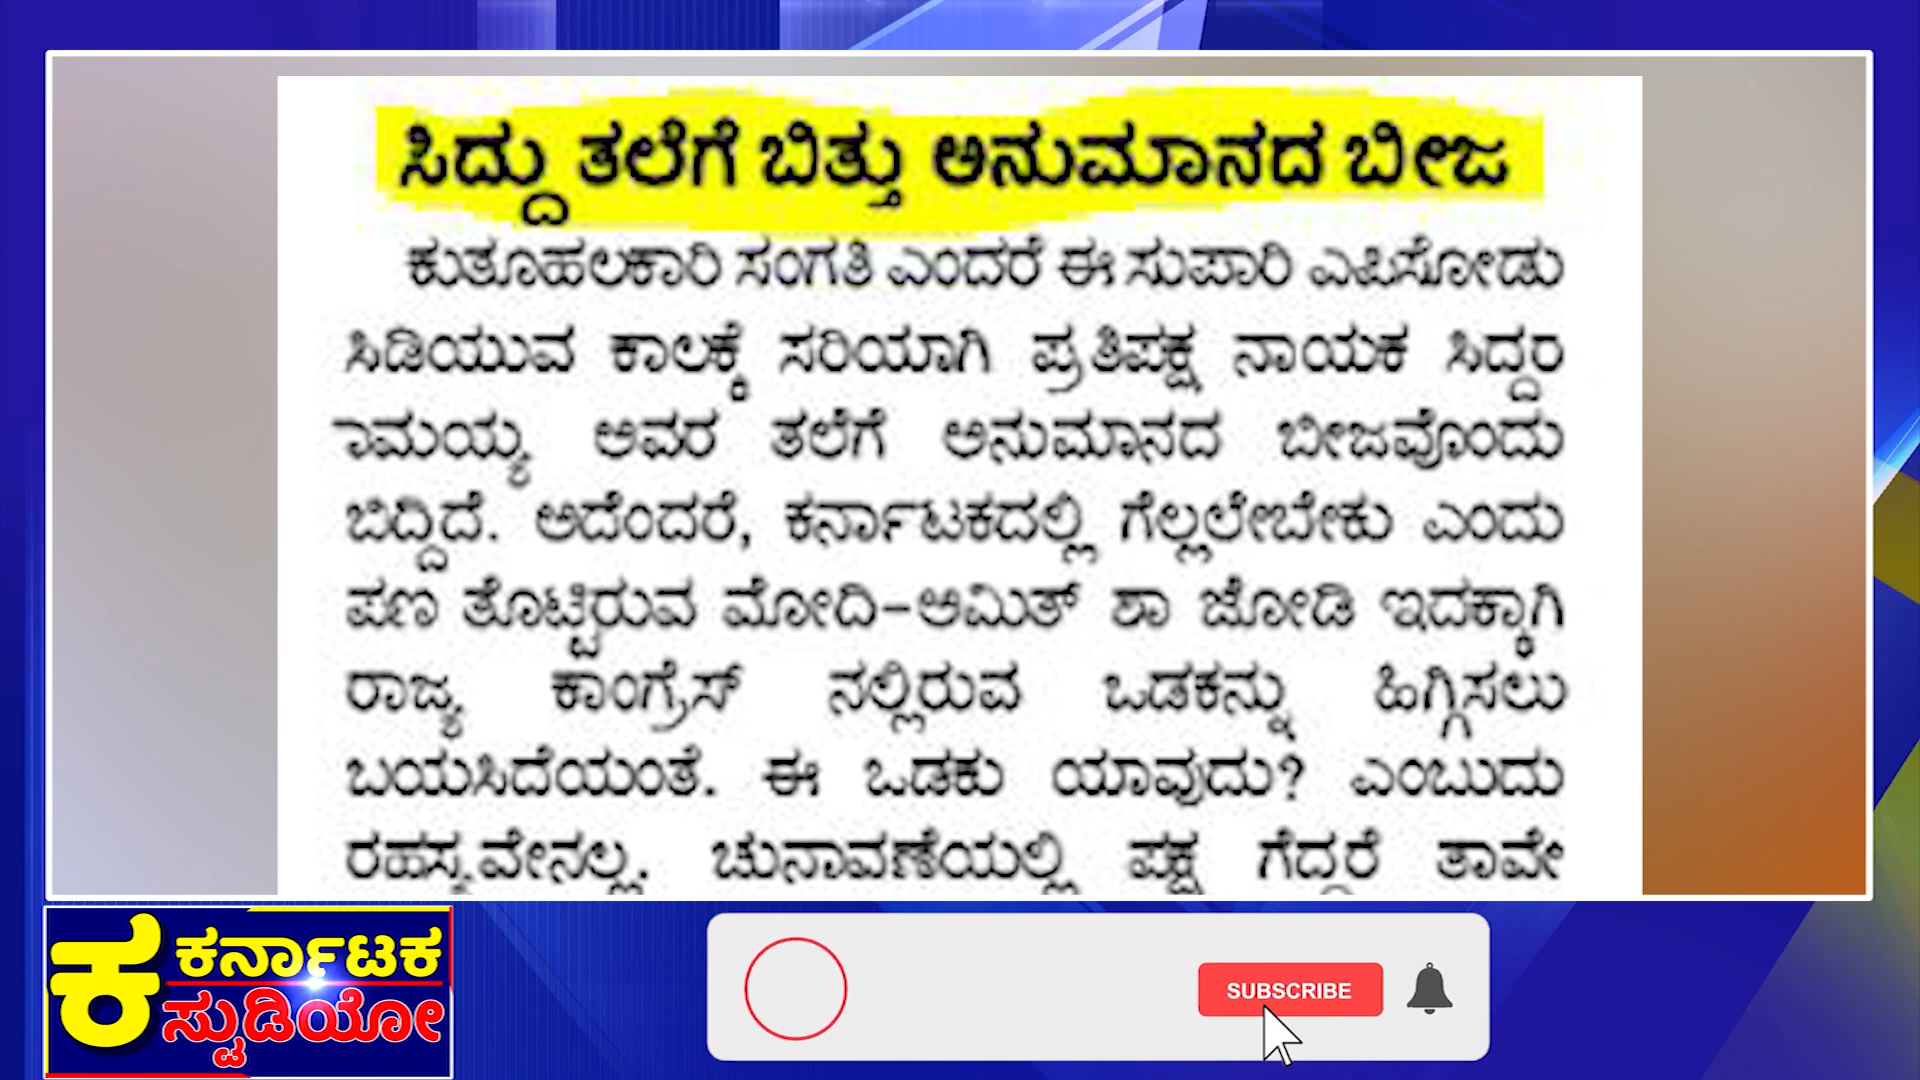 ಸಿದ್ದು ತಲೆಗೆ ಬಿತ್ತು ಅನುಮಾನದ ಬೀಜ
ಕುತೂಹಲಕಾರಿ ಸಂಗತಿ ಎಂದರೆ ಈ ಸುಪಾರಿ ಎಪಿಸೋಡು
ಸಿಡಿಯುವ ಕಾಲಕ್ಕೆ ಸರಿಯಾಗಿ ಪ್ರತಿಪಕ್ಷ ನಾಯಕ ಸಿದ್ದರ
ಾಮಯ್ಯ ಅವರ ತಲೆಗೆ ಅನುಮಾನದ ಬೀಜವೊಂದು
ಬಿದ್ದಿದೆ. ಅದೆಂದರೆ, ಕರ್ನಾಟಕದಲ್ಲಿ ಗೆಲ್ಲಲೇಬೇಕು ಎಂದು
ಪಣ ತೊಟ್ಟಿರುವ ಮೋದಿ-ಅಮಿತ್ ಶಾ ಜೋಡಿ ಇದಕ್ಕಾಗಿ
ರಾಜ್ಯ ಕಾಂಗ್ರೆಸ್ ನಲ್ಲಿರುವ ಒಡಕನ್ನು ಹಿಗ್ಗಿಸಲು
ಬಯಸಿದೆಯಂತೆ. ಈ ಒಡಕು ಯಾವುದು? ಎಂಬುದು
ರಹಸ್ಯವೇನಲ್ಲ. ಚುನಾವಣೆಯಲ್ಲಿ ಪಕ್ಷ ಗೆದ್ದರೆ ತಾವೇ
ಕ ಕರ್ನಾಟಕ
ಸ್ಟುಡಿಯೋ
SUBSCRIBE